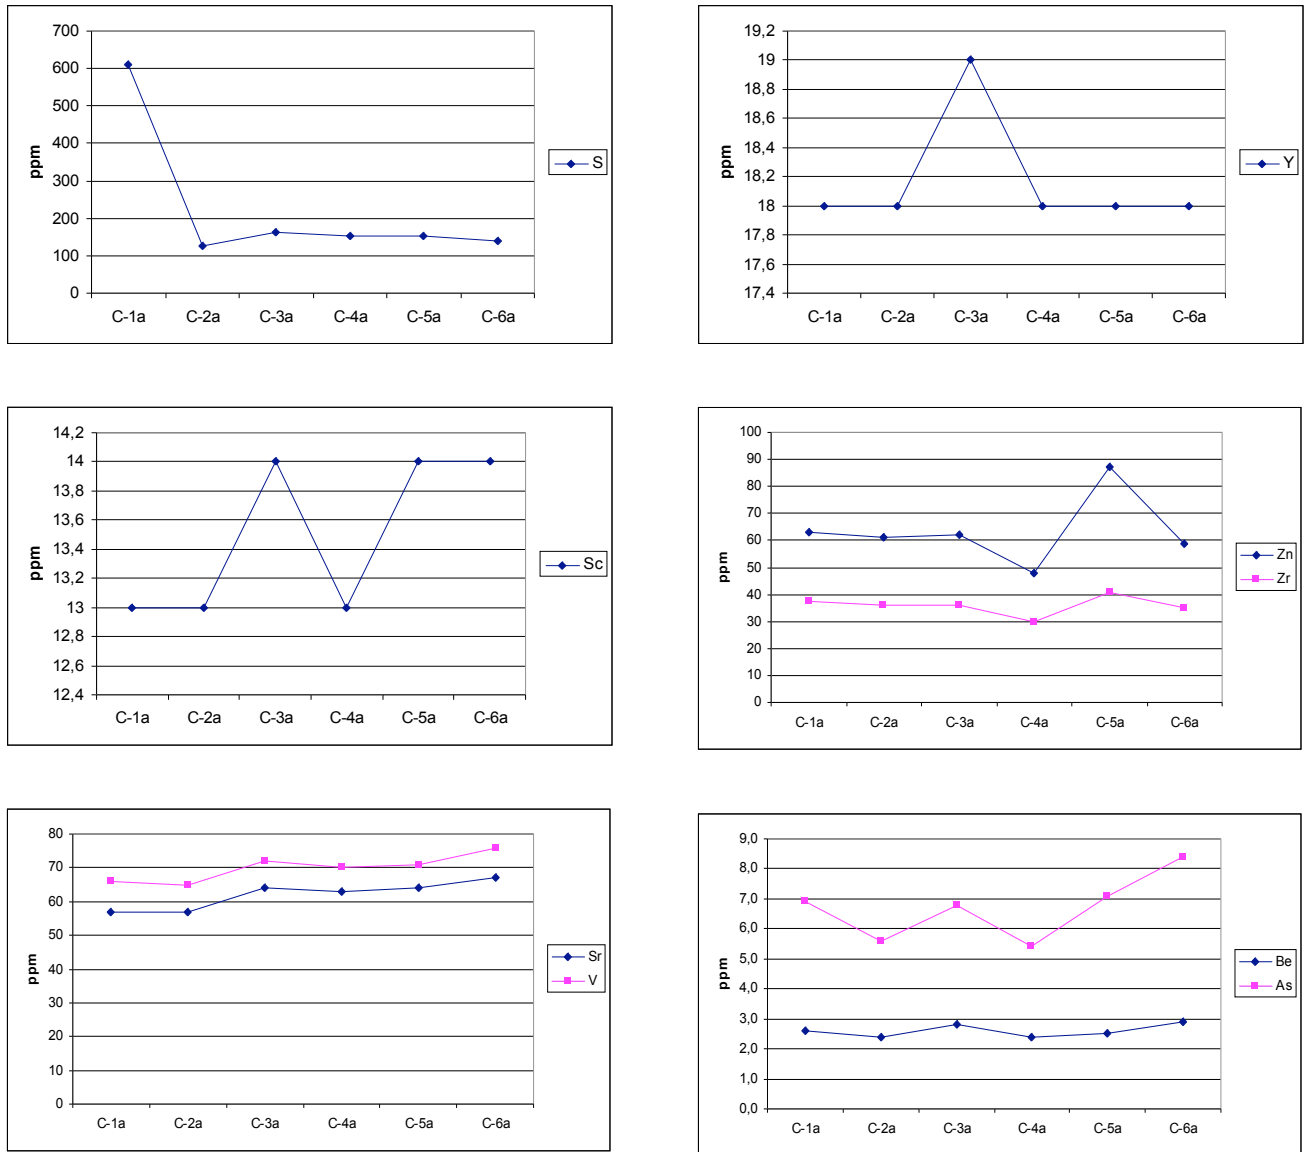 700
600
500
400
300
200
100
0
ppm
C-1a C-2a C-3a C-4a C-5a C-6a
S
19,2
19
18,8
18,6
18,4
18,2
18
17,8
17,6
17,4
ppm
C-1a C-2a C-3a C-4a C-5a C-6a
Y
14,2
14
13,8
13,6
13,4
13,2
13
12,8
12,6
12,4
ppm
C-1a C-2a C-3a C-4a C-5a C-6a
Sc
100
90
80
70
60
50
40
30
20
10
0
ppm
C-1a C-2a C-3a C-4a C-5a C-6a
Zn
Zr
80
70
60
50
40
30
20
10
0
ppm
C-1a C-2a C-3a C-4a C-5a C-6a
Sr
V
9,0
8,0
7,0
6,0
5,0
4,0
3,0
2,0
1,0
0,0
ppm
C-1a C-2a C-3a C-4a C-5a C-6a
Be
As